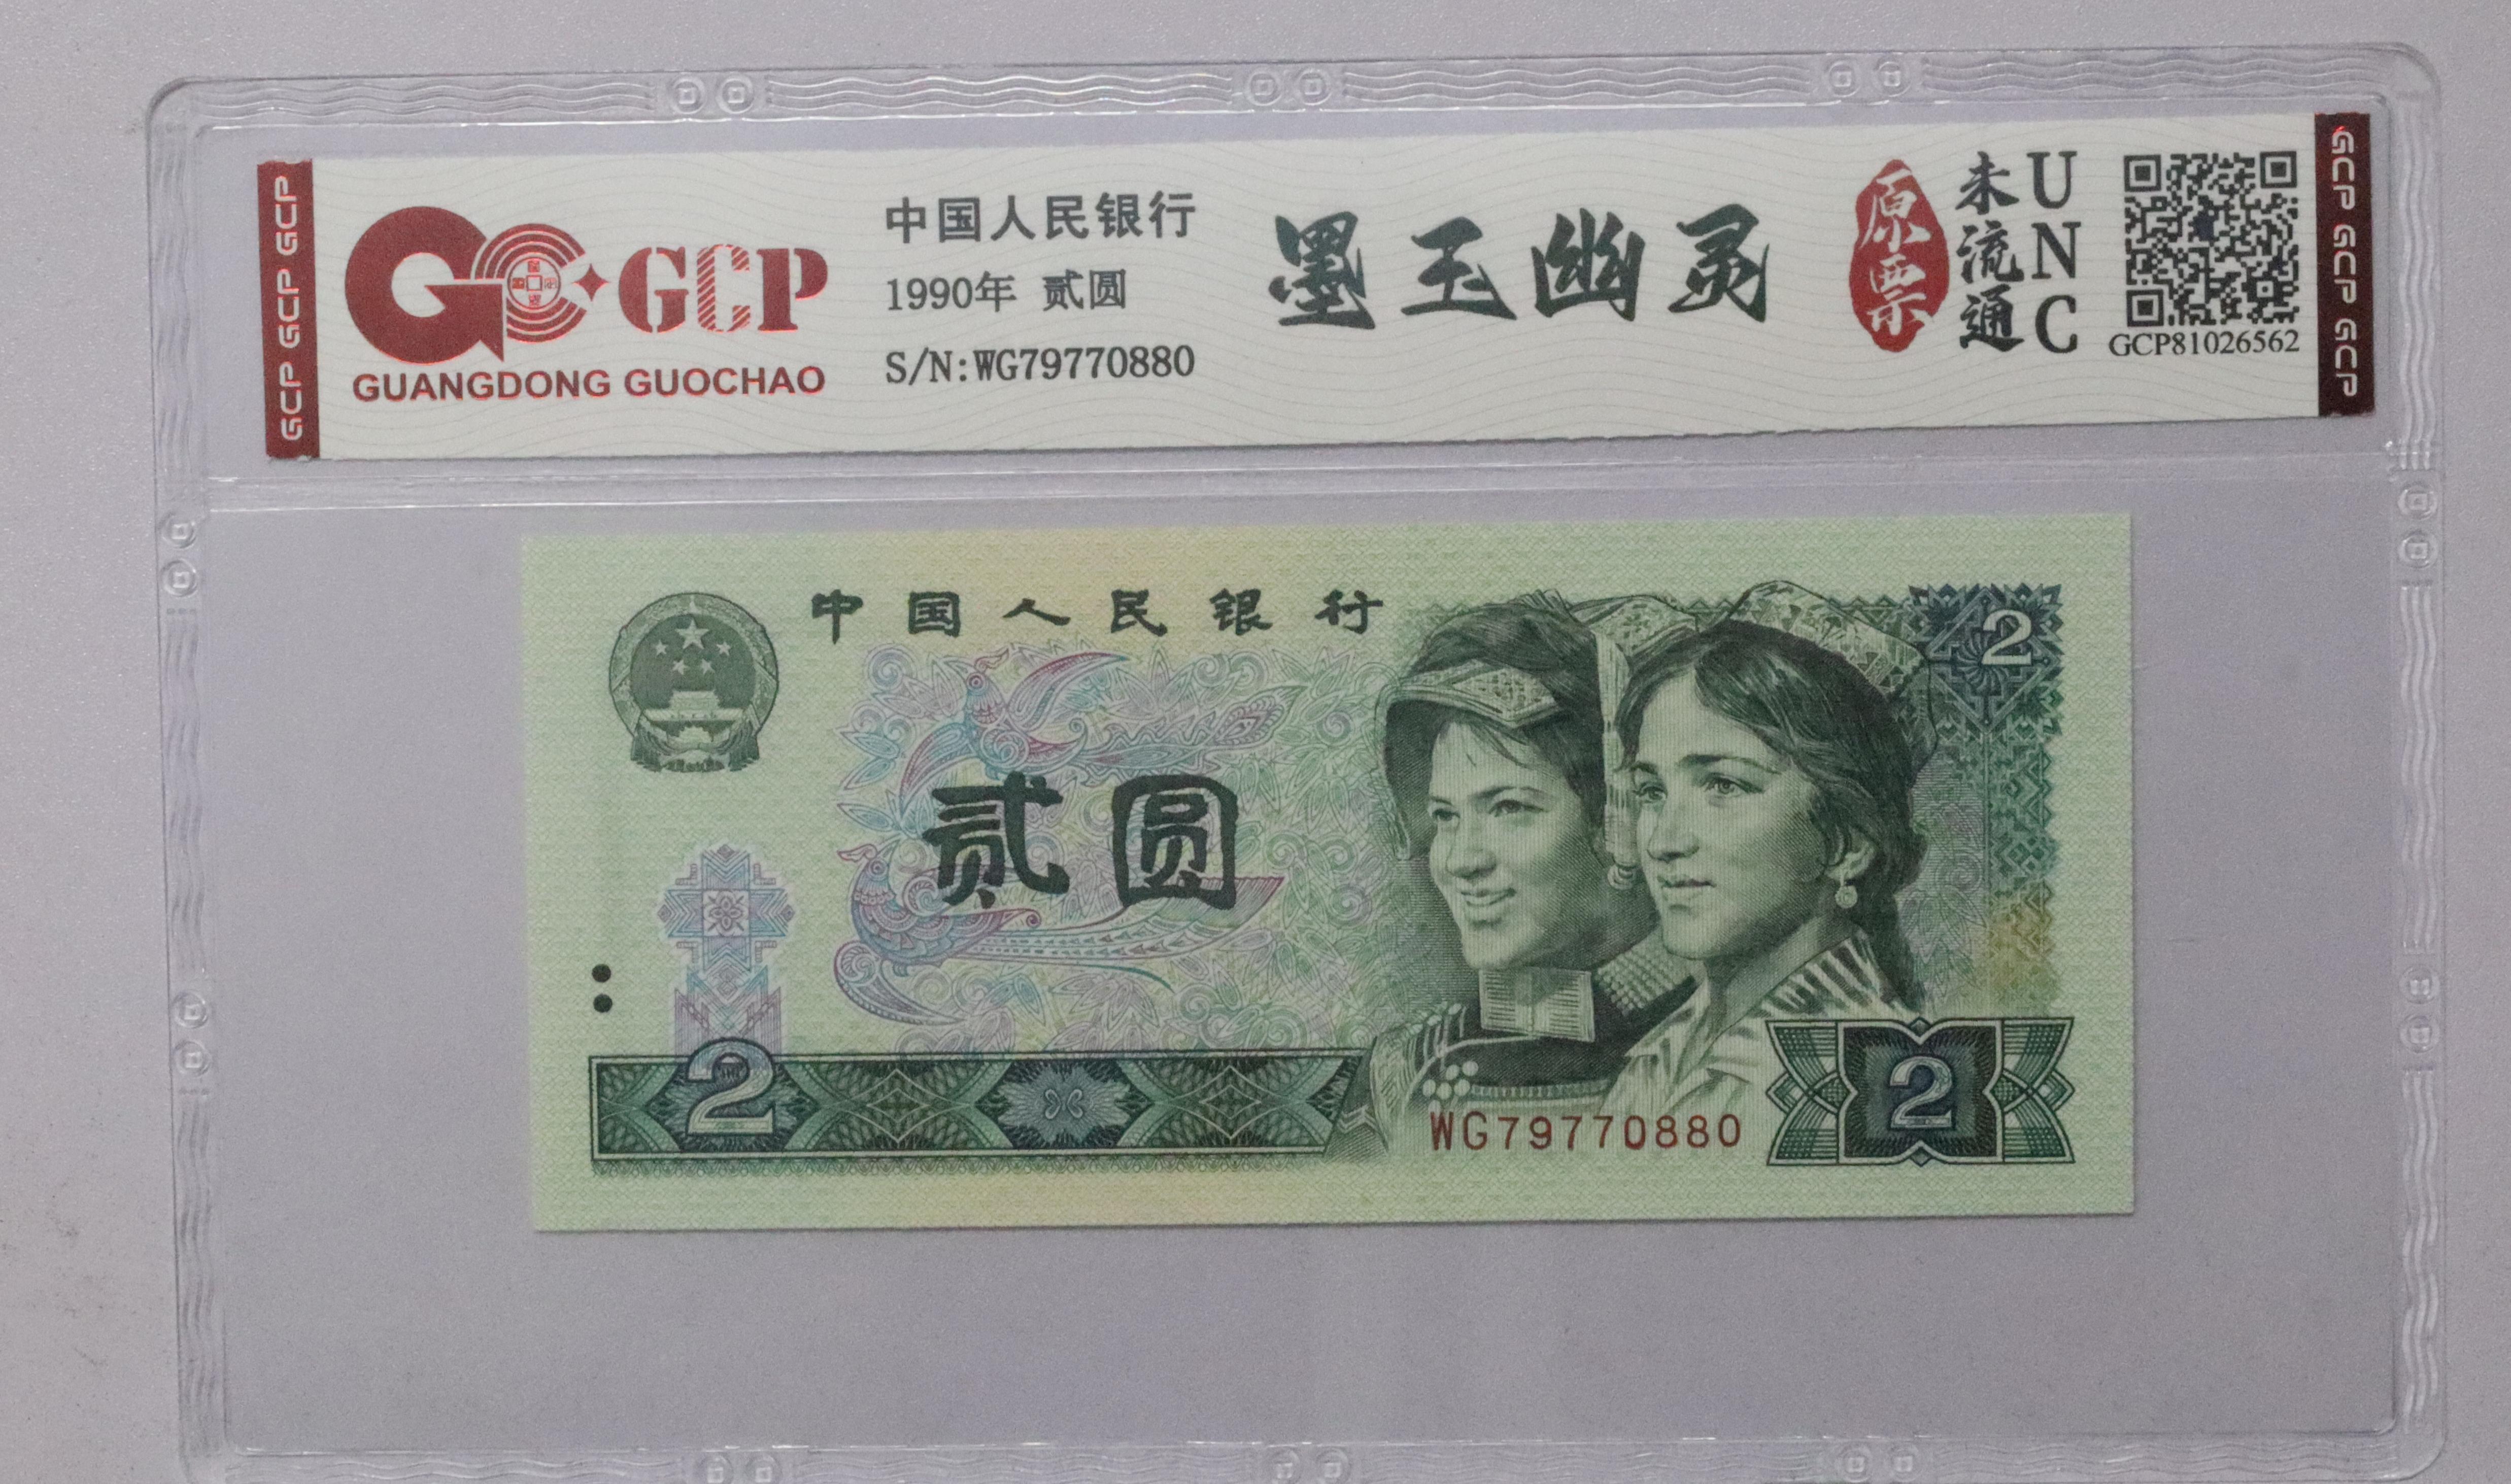 GCP GCP GCP
GCP
GUANGDONG GUOCHAO
中国人民银行
1990年 贰圆
S/N:WG79770880
墨玉幽灵
原票
未流通
UNC
GCP81026562
GCP GCP GCP
中国人民银行
2
贰圆
2
WG79770880
2